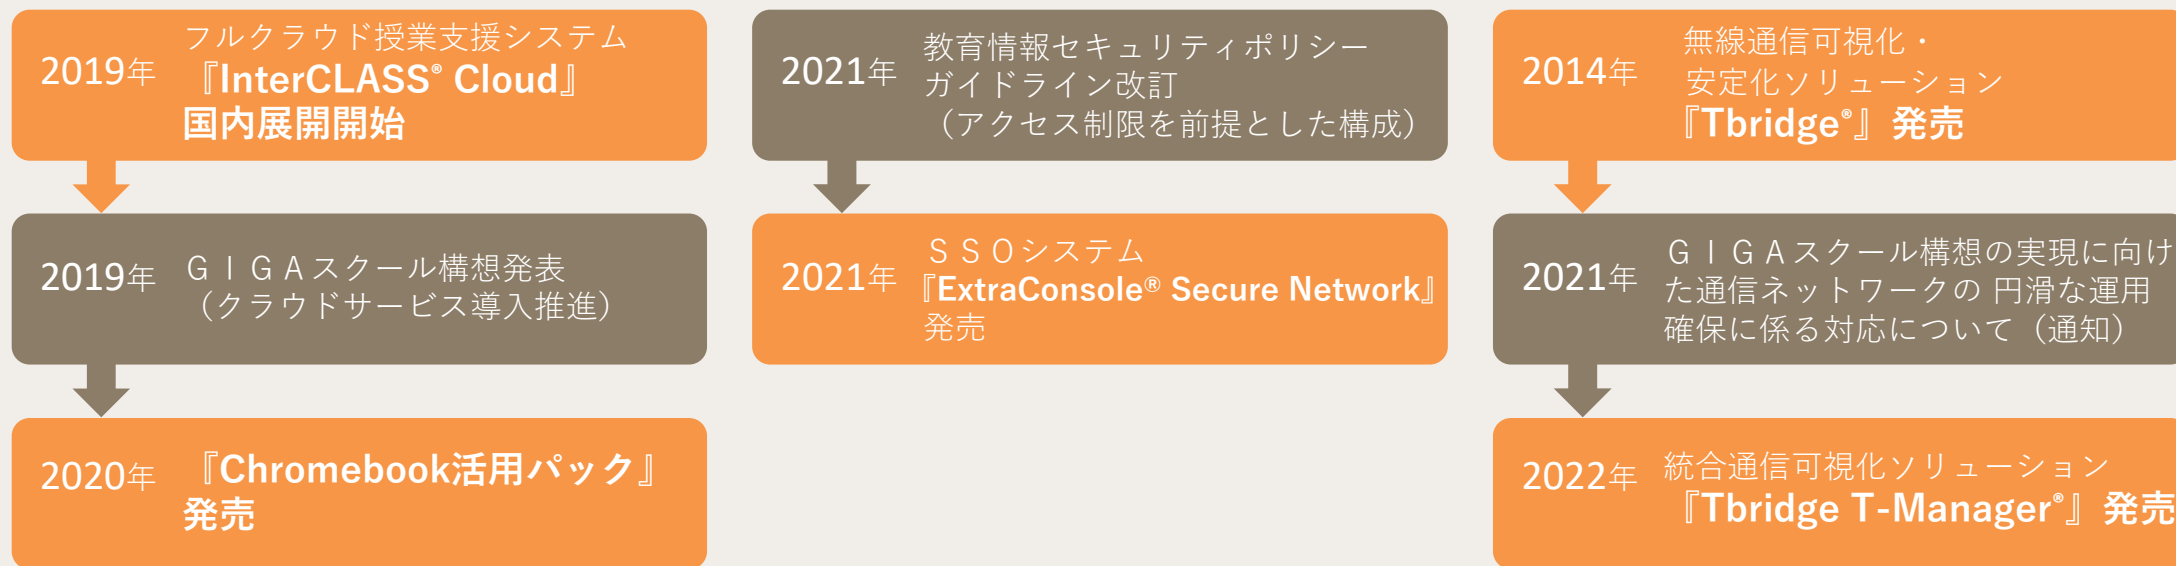 2019年
フルクラウド授業支援システム
『InterCLASS® Cloud』
国内展開開始
2019年
ＧＩＧＡスクール構想発表
（クラウドサービス導入推進）
2020年
『Chromebook活用パック』
発売
2021年
教育情報セキュリティポリシー
ガイドライン改訂
（アクセス制限を前提とした構成）
2021年
ＳＳＯシステム
『ExtraConsole® Secure Network』
発売
2014年
無線通信可視化・
安定化ソリューション
『Tbridge®』発売
2021年
ＧＩＧＡスクール構想の実現に向け
た通信ネットワークの 円滑な運用
確保に係る対応について（通知）
2022年
統合通信可視化ソリューション
『Tbridge T-Manager®』発売